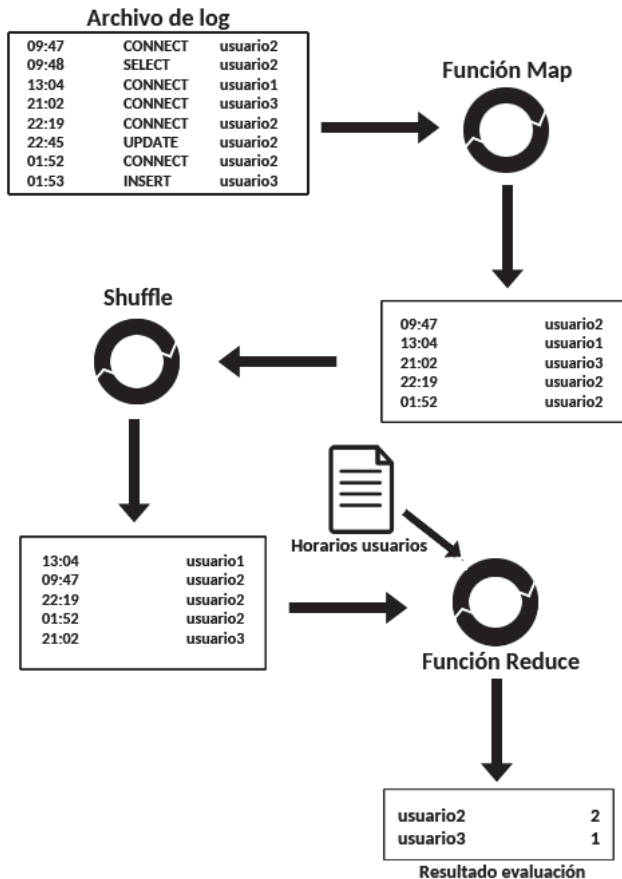 Archivo de log
09:47 CONNECT usuario2
09:48 SELECT usuario2
13:04 CONNECT usuario1
21:02 CONNECT usuario3
22:19 CONNECT usuario2
22:45 UPDATE usuario2
01:52 CONNECT usuario2
01:53 INSERT usuario3
Función Map
09:47 usuario2
13:04 usuario1
21:02 usuario3
22:19 usuario2
01:52 usuario2
Shuffle
13:04 usuario1
09:47 usuario2
22:19 usuario2
01:52 usuario2
21:02 usuario3
Horarios usuarios
Función Reduce
usuario2 2
usuario3 1
Resultado evaluación